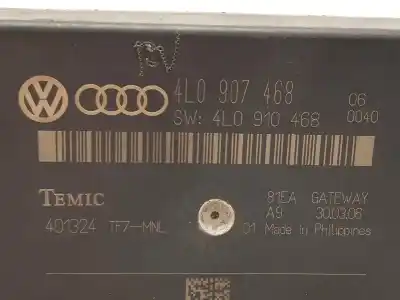 4L0 907 468 06
SW: 4L0 910 468 0040
TEMIC 81EA GATEWAY
A9 30.03.06
401324 TF7-MNL 01 Made in Philippines